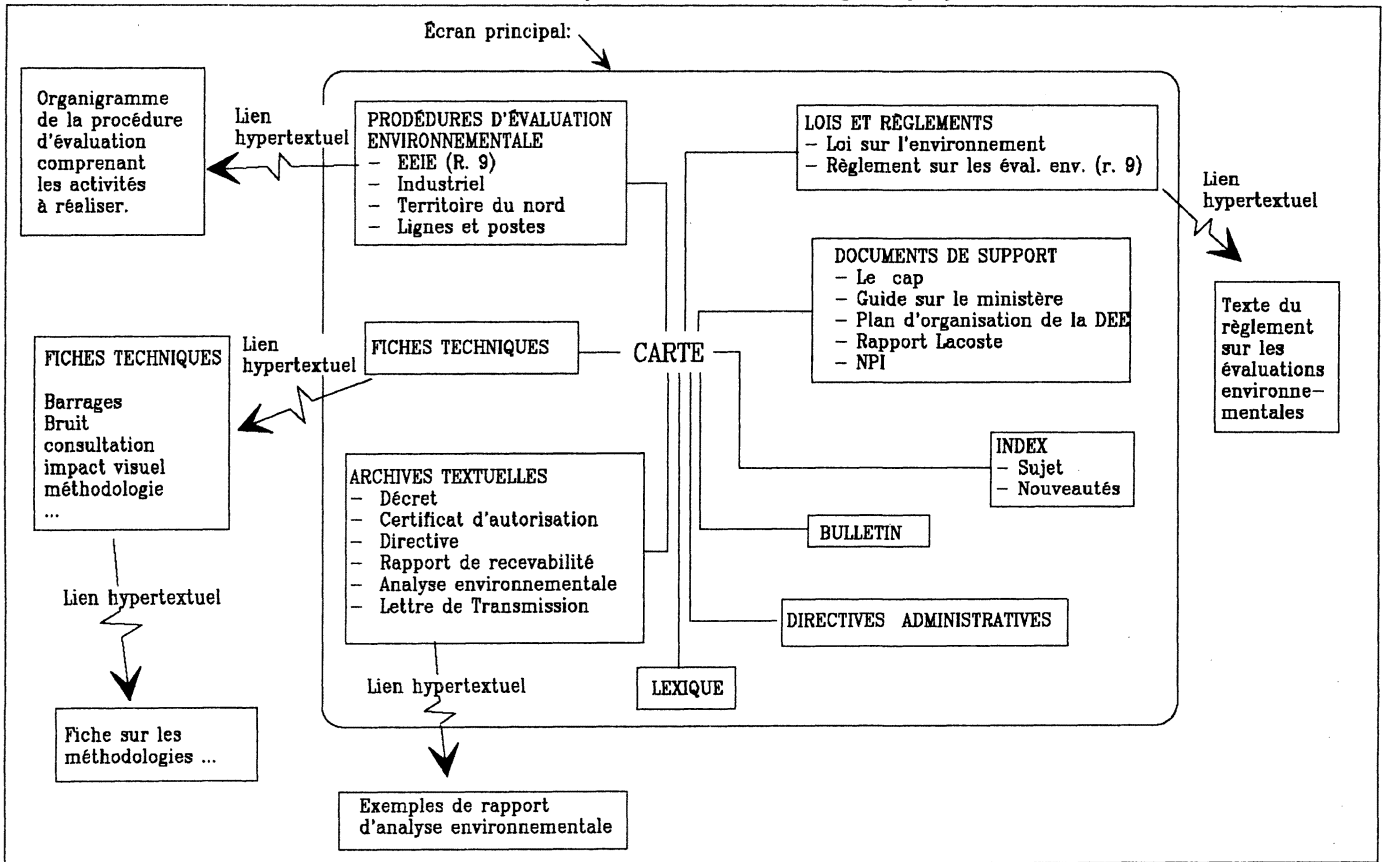 Écran principal:
Organigramme
de la procédure
d'évaluation
comprenant
les activités
à réaliser.
Lien
hypertextuel
PRODÉDURES D'ÉVALUATION
ENVIRONNEMENTALE
– EEIE (R. 9)
– Industriel
– Territoire du nord
– Lignes et postes
LOIS ET RÈGLEMENTS
– Loi sur l'environnement
– Règlement sur les éval. env. (r. 9)
Lien
hypertextuel
Texte du
règlement
sur les
évaluations
environne–
mentales
DOCUMENTS DE SUPPORT
– Le cap
– Guide sur le ministère
– Plan d'organisation de la DEE
– Rapport Lacoste
– NPI
FICHES TECHNIQUES
Barrages
Bruit
consultation
impact visuel
méthodologie
...
Lien
hypertextuel
FICHES TECHNIQUES
CARTE
INDEX
– Sujet
– Nouveautés
ARCHIVES TEXTUELLES
– Décret
– Certificat d'autorisation
– Directive
– Rapport de recevabilité
– Analyse environnementale
– Lettre de Transmission
BULLETIN
DIRECTIVES ADMINISTRATIVES
LEXIQUE
Lien hypertextuel
Fiche sur les
méthodologies ...
Lien hypertextuel
Exemples de rapport
d'analyse environnementale